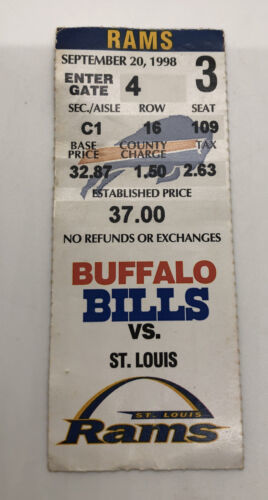 RAMS
SEPTEMBER 20, 1998 3
ENTER GATE 4
SEC./AISLE ROW SEAT
C1 16 109
BASE PRICE COUNTY CHARGE TAX
32.87 1.50 2.63
ESTABLISHED PRICE
37.00
NO REFUNDS OR EXCHANGES
BUFFALO
BILLS
VS.
ST. LOUIS
ST. LOUIS
Rams